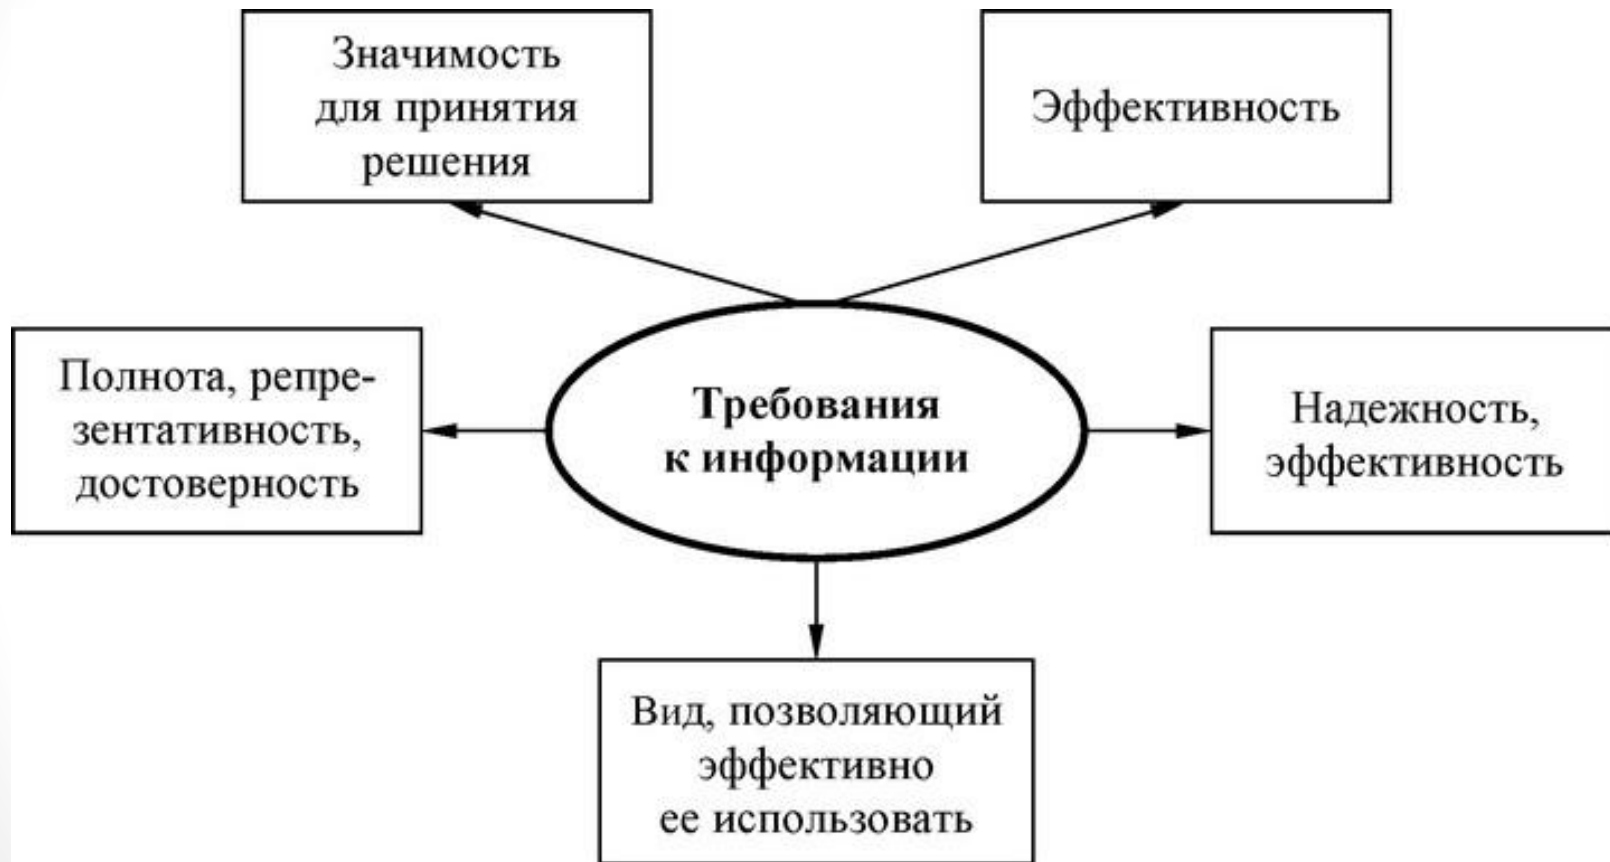 Значимость
для принятия
решения
Эффективность
Полнота, репре-
зентативность,
достоверность
Требования
к информации
Надежность,
эффективность
Вид, позволяющий
эффективно
ее использовать